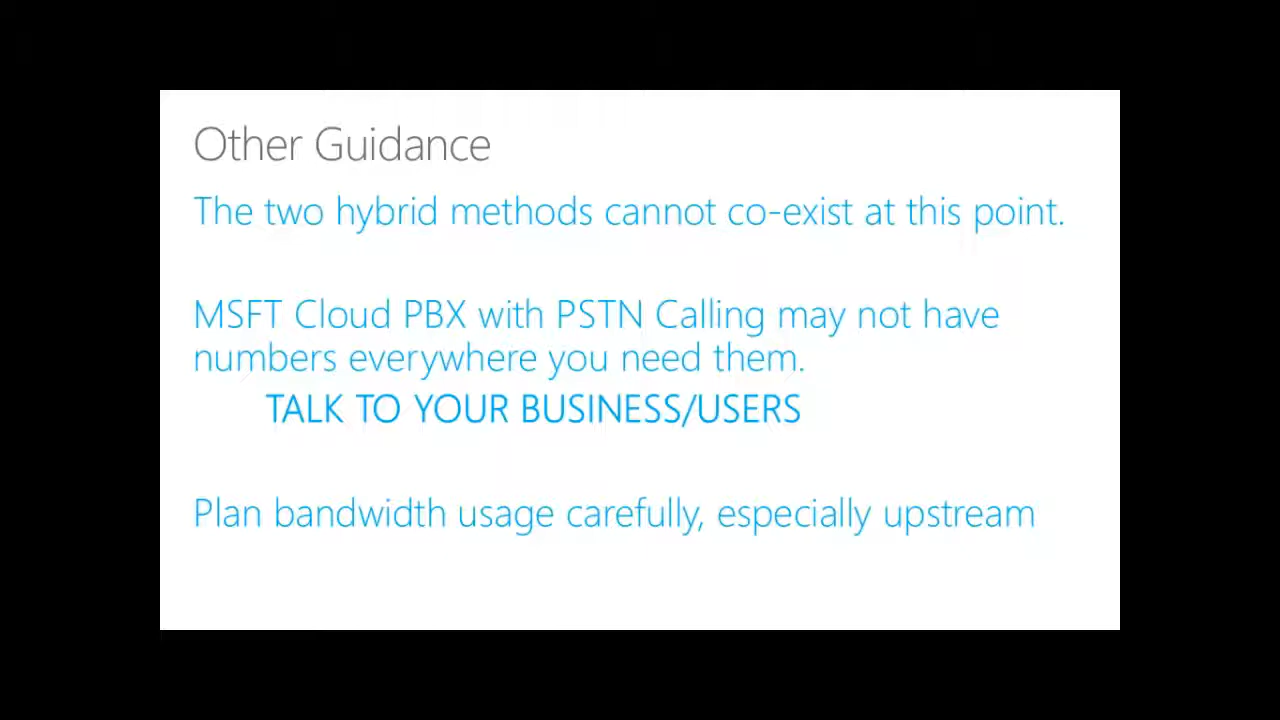 Other Guidance
The two hybrid methods cannot co-exist at this point.
MSFT Cloud PBX with PSTN Calling may not have
numbers everywhere you need them.
TALK TO YOUR BUSINESS/USERS
Plan bandwidth usage carefully, especially upstream